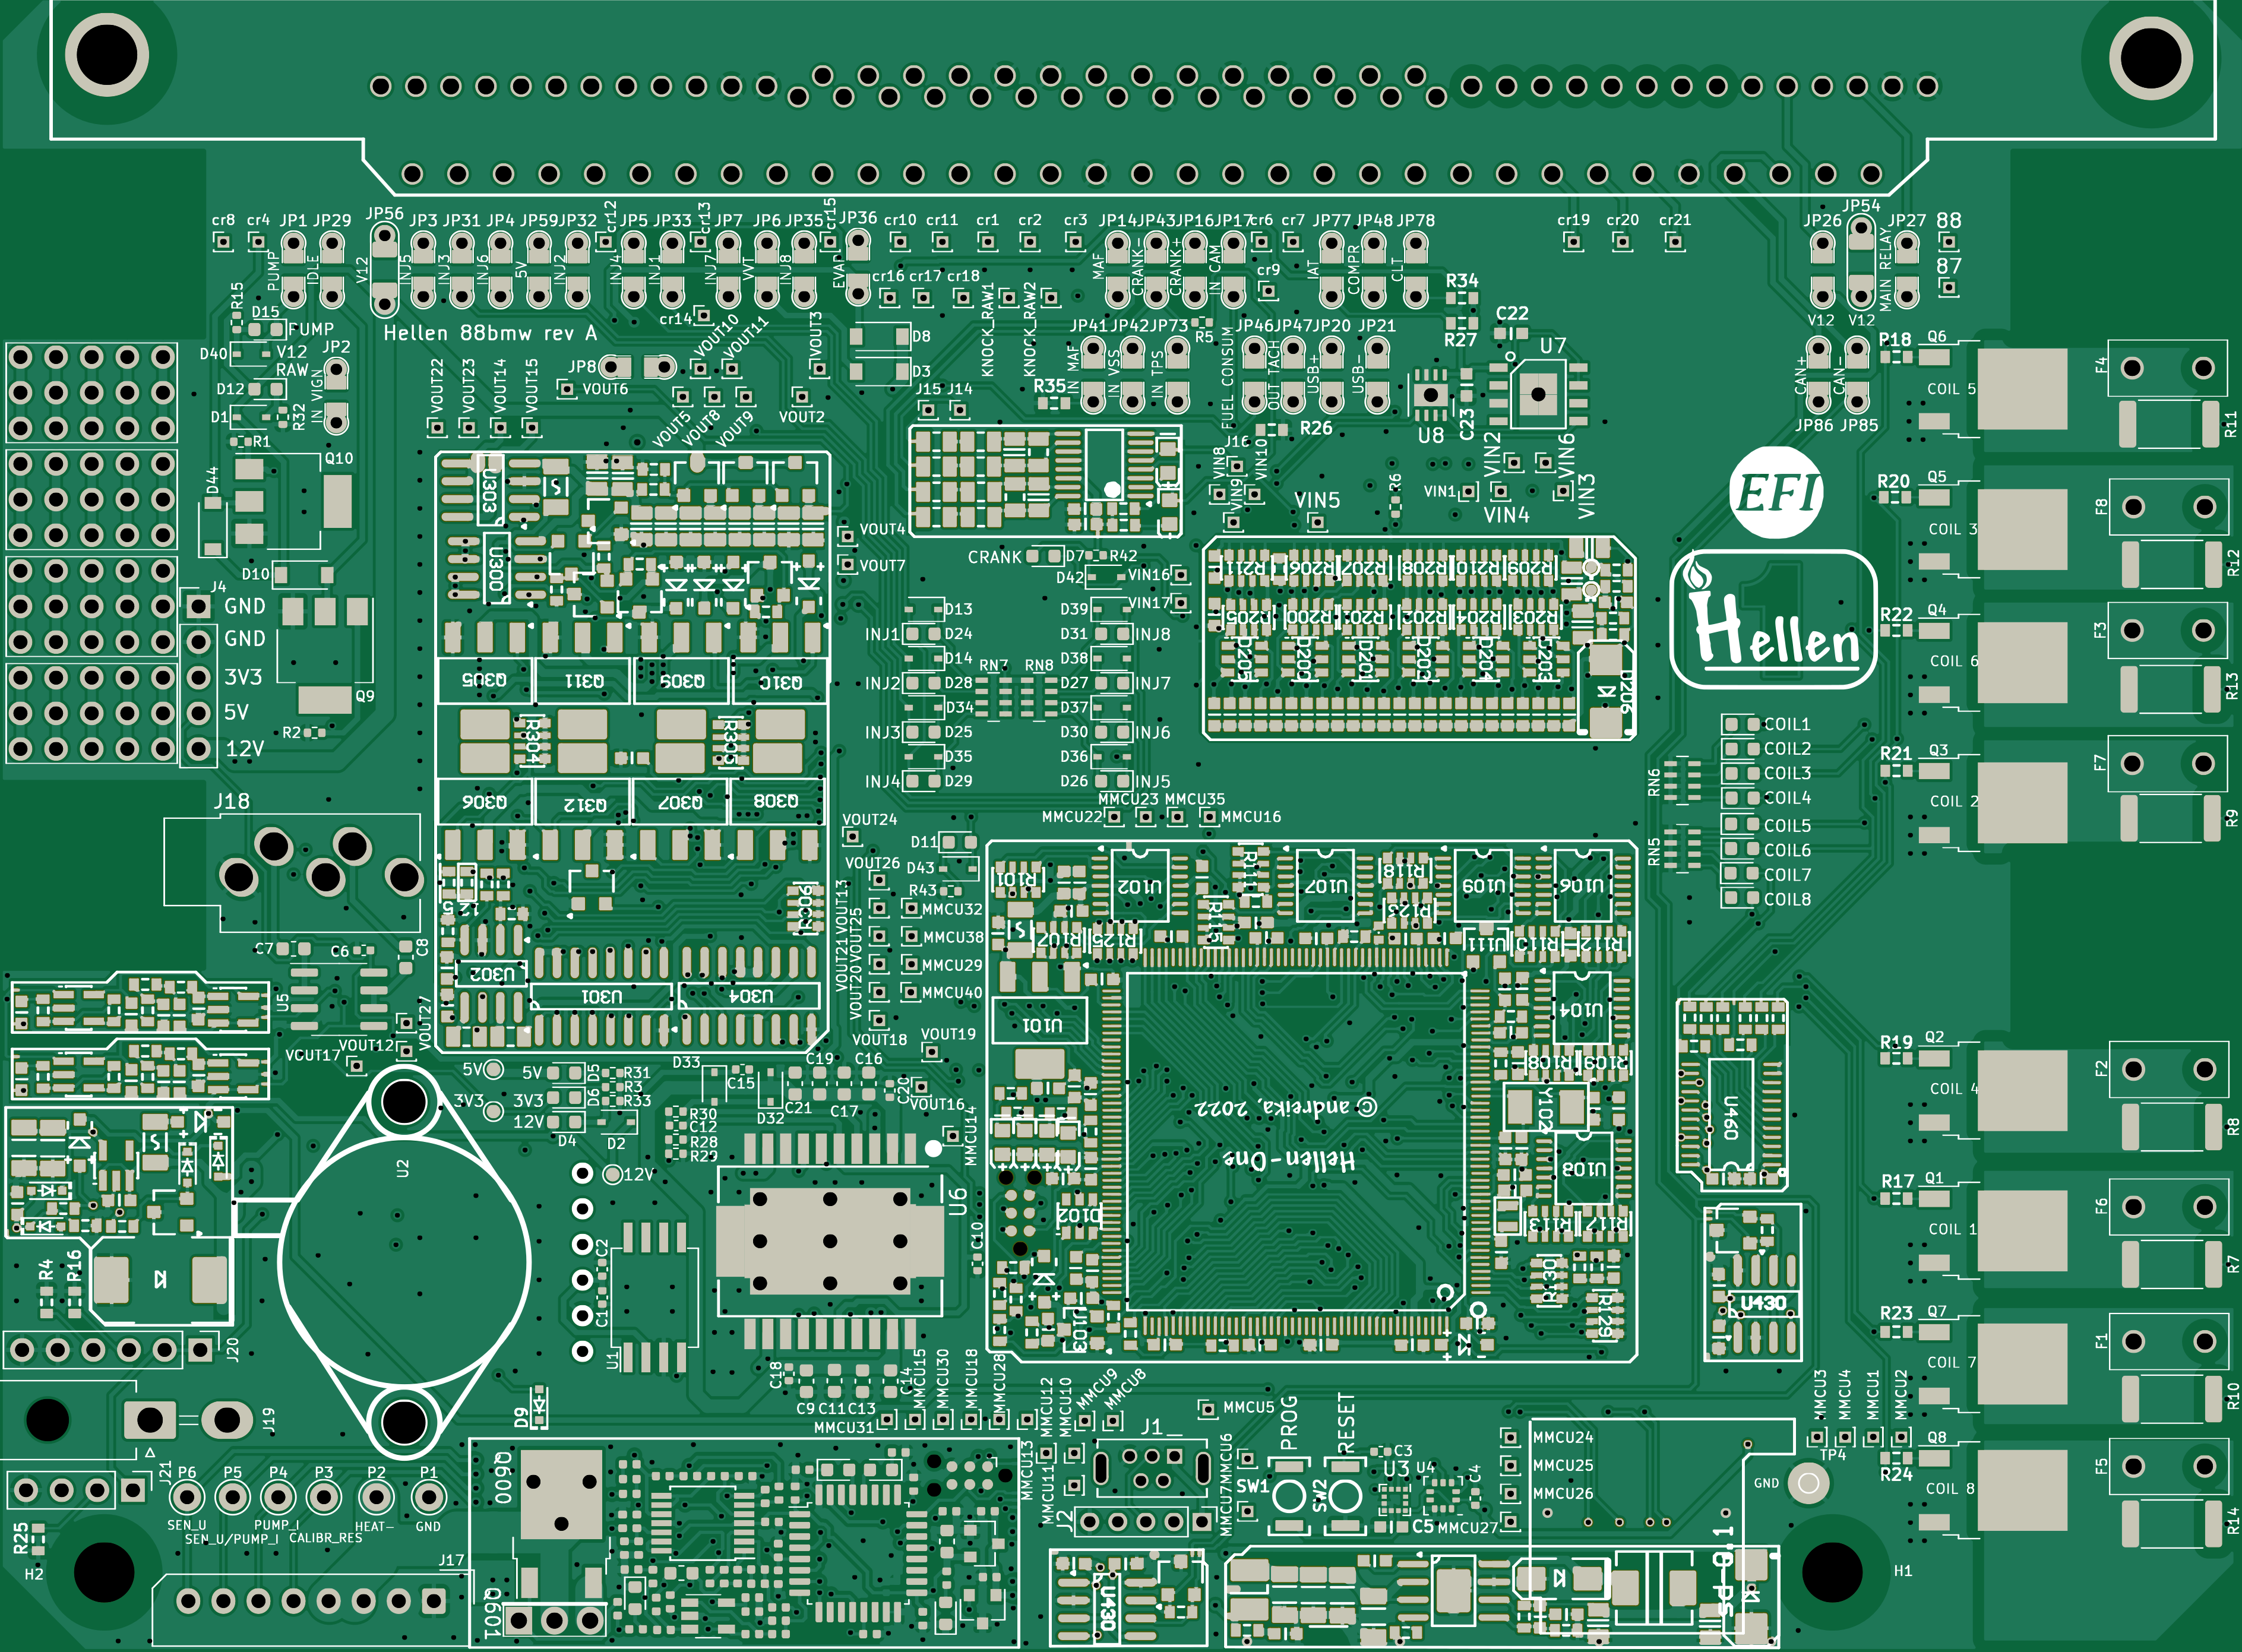 cr8 cr4 JP1 JP29 JP56 JP3 JP31 JP4 JP59 JP32 cr12 JP5 JP33 cr13 JP7 JP6 JP35 cr15 JP36 cr10 cr11 cr1 cr2 cr3 JP14 JP43 JP16 JP17 cr6 cr7 JP77 JP48 JP78 cr19 cr20 cr21 JP26 JP54 JP27 88
PUMP IDLE V12 INJ5 INJ3 INJ6 5V INJ2 INJ4 INJ1 INJ7 VVT INJ8 EVAP MAF CRANK- CRANK+ IN CAM IAT COMPR CLT MAIN RELAY
87
cr16 cr17 cr18 cr9
R15 D15 PUMP
Hellen 88bmw rev A
cr14 VOUT10 VOUT11 VOUT3 D8 KNOCK_RAW1 KNOCK_RAW2 R5 R34 R27 C22 V12 V12
D40 V12 RAW JP2
D12 D1 R32 IN VIGN R1
JP8 VOUT6 D3
JP41 JP42 JP73 JP46 JP47 JP20 JP21
IN MAF IN VSS IN TPS FUEL CONSUM OUT TACH USB+ USB-
U7 U8 C23 R35 R26 J15 J14
VOUT22 VOUT23 VOUT14 VOUT15 VOUT5 VOUT8 VOUT9 VOUT2
CAN+ CAN- JP86 JP85
R18 Q6 COIL 5 F4 R11
Q10 D44 D10
J16 VIN8 VIN9 VIN10 VIN5 R6 VIN1 VIN2 VIN4 VIN6 VIN3
EFI
R20 Q5 COIL 3 F8 R12
U303 U300 VOUT4 VOUT7
CRANK D7 R42 D42 VIN16 VIN17
R211 R206 R207 R208 R210 R209
R205 R200 R201 R202 R204 R203
D205 D200 D201 D202 D204 D203 D206
1
Hellen
R22 Q4 COIL 6 F3 R13
J4
GND
GND
3V3
5V
12V
Q9 R2
Q305 Q311 Q309 Q310
R304 R305
Q306 Q312 Q307 Q308
D13 D39
INJ1 D24 D31 INJ8
D14 RN7 RN8 D38
INJ2 D28 D27 INJ7
D34 D37
INJ3 D25 D30 INJ6
D35 D36
INJ4 D29 D26 INJ5
COIL1
COIL2
COIL3
COIL4
COIL5
COIL6
COIL7
COIL8
RN6 RN5
R21 Q3 COIL 2 F7 R9
MMCU23 MMCU35
MMCU22 MMCU16
J18 VOUT24 D11
VOUT26 D43
R43
MMCU32
MMCU38
MMCU29
MMCU40
VOUT13 VOUT25 VOUT21 VOUT20
VOUT18 VOUT19
C7 C6 C8 U5
U302 U301 U304
R101 U102 R111 U107 R118 U109 U106
R107 R125 R115 R123 U111 R110 R112
U101 U104
R108 R109
Y102
U108
R113 R117
R130 R129
D102 U103
© andreika, 2022
Hellen-One
VOUT17 VOUT12 VOUT27
5V 5V D5 R31
3V3 3V3 D6 R3
R33
12V D4 D2
D33 C15 D32 C19 C16 C21 C17 C20 VOUT16
R30
C12
R28
R29
12V MMCU14
U2 U6 C10 C2 C1 U1
R4 R16 J20
U460 U430
R19 Q2 COIL 4 F2 R8
R17 Q1 COIL 1 F6 R7
R23 Q7 COIL 7 F1 R10
C18 C9 C11 C13 C14
MMCU31 MMCU15 MMCU30 MMCU18 MMCU28
MMCU12 MMCU10 MMCU9 MMCU8 MMCU5
J1_ PROG RESET
MMCU3 MMCU4 MMCU1 MMCU2
TP4
D9 J19 J21
P6 P5 P4 P3 P2 P1
SEN_U PUMP_I HEAT- GND
SEN_U/PUMP_I CALIBR_RES
R25 H2 J17
Q600 Q601
MMCU13 MMCU11 MMCU7 MMCU6
J2 SW1 SW2 C3 U3 U4 C4 C5
MMCU24
MMCU25
MMCU26
MMCU27
GND
R24 Q8 COIL 8 F5 R14
U430 H1